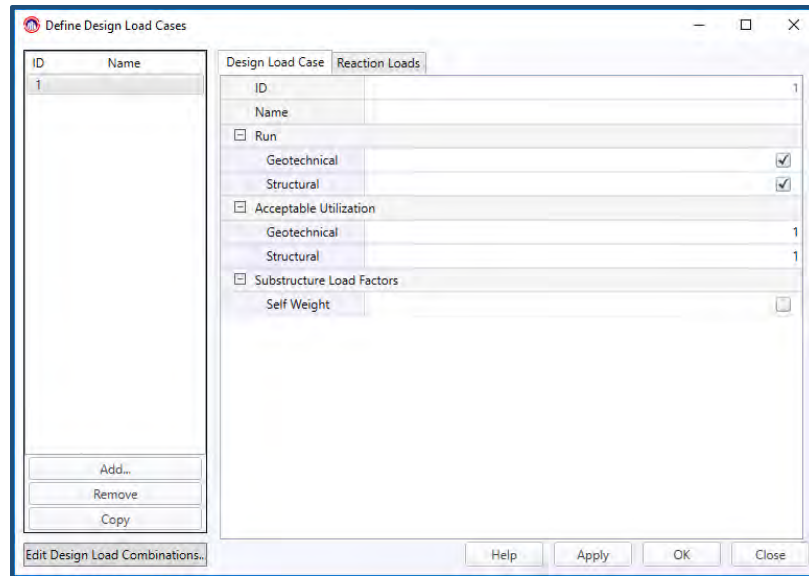 Define Design Load Cases
ID Name
1
Add...
Remove
Copy
Edit Design Load Combinations..
Design Load Case Reaction Loads
ID 1
Name
Run
Geotechnical
Structural
Acceptable Utilization
Geotechnical 1
Structural 1
Substructure Load Factors
Self Weight
Help Apply OK Close